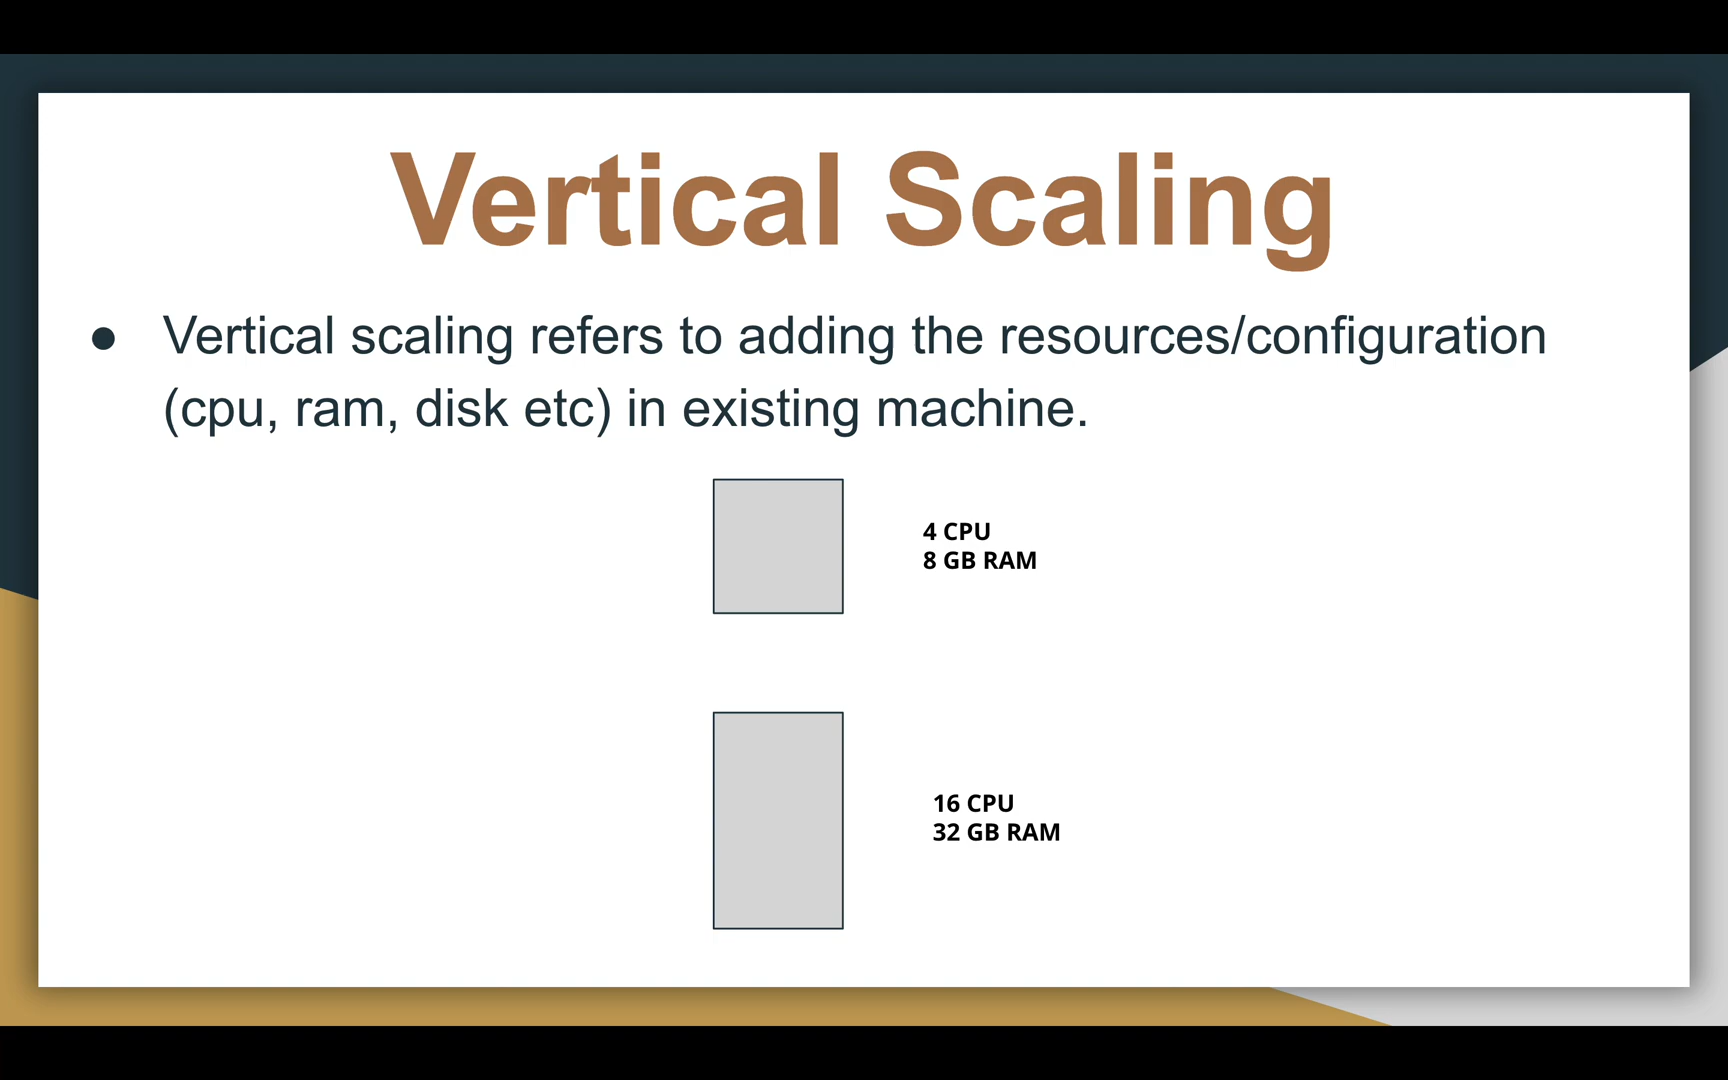 Vertical Scaling
● Vertical scaling refers to adding the resources/configuration
(cpu, ram, disk etc) in existing machine.
4 CPU
8 GB RAM
16 CPU
32 GB RAM